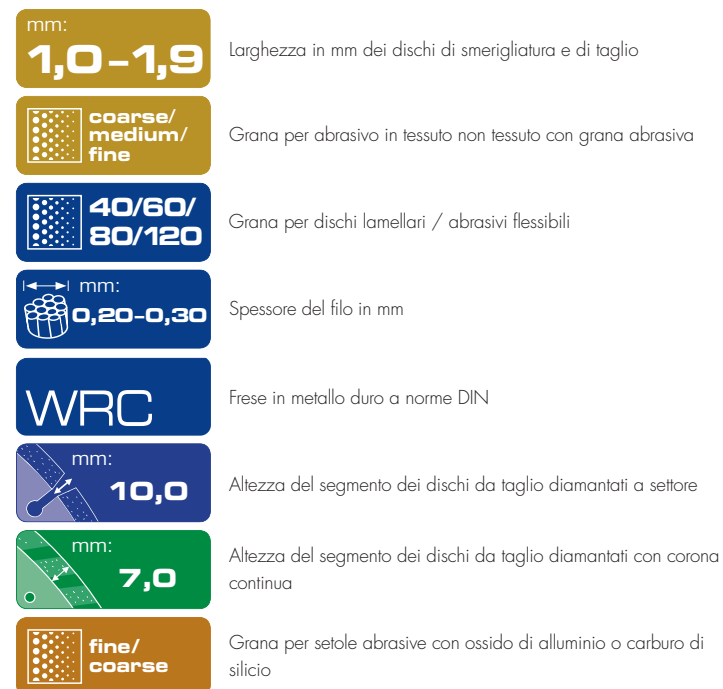 mm:
1,0–1,9
Larghezza in mm dei dischi di smerigliatura e di taglio
coarse/
medium/
fine
Grana per abrasivo in tessuto non tessuto con grana abrasiva
40/60/
80/120
Grana per dischi lamellari / abrasivi flessibili
mm:
0,20–0,30
Spessore del filo in mm
WRC
Frese in metallo duro a norme DIN
mm:
10,0
Altezza del segmento dei dischi da taglio diamantati a settore
mm:
7,0
Altezza del segmento dei dischi da taglio diamantati con corona
continua
fine/
coarse
Grana per setole abrasive con ossido di alluminio o carburo di
silicio